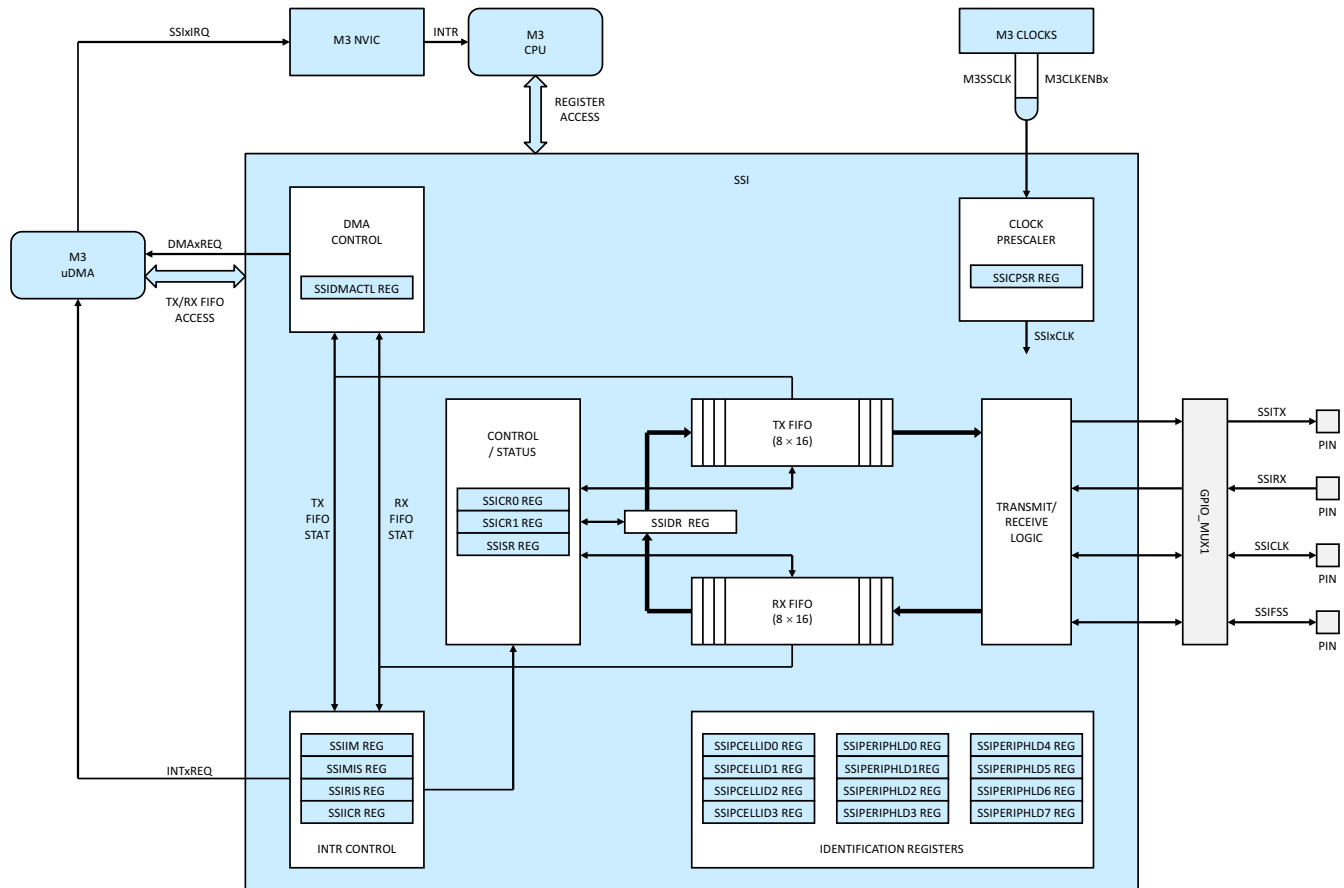 SSIxIRQ
M3 NVIC
INTR
M3
CPU
M3 CLOCKS
M3SSCLK
M3CLKENBx
REGISTER
ACCESS
SSI
DMA
CONTROL
SSIDMACTL REG
CLOCK
PRESCALER
SSICPSR REG
SSIxCLK
M3
uDMA
DMAxREQ
TX/RX FIFO
ACCESS
TX
FIFO
STAT
RX
FIFO
STAT
CONTROL
/ STATUS
SSICR0 REG
SSICR1 REG
SSISR REG
TX FIFO
(8 × 16)
SSIDR REG
RX FIFO
(8 × 16)
TRANSMIT/
RECEIVE
LOGIC
GPIO_MUX1
SSITX
PIN
SSIRX
PIN
SSICLK
PIN
SSIFSS
PIN
INTxREQ
SSIIM REG
SSIMIS REG
SSIRIS REG
SSIICR REG
INTR CONTROL
SSIPCELLID0 REG
SSIPCELLID1 REG
SSIPCELLID2 REG
SSIPCELLID3 REG
SSIPERIPHLD0 REG
SSIPERIPHLD1REG
SSIPERIPHLD2 REG
SSIPERIPHLD3 REG
SSIPERIPHLD4 REG
SSIPERIPHLD5 REG
SSIPERIPHLD6 REG
SSIPERIPHLD7 REG
IDENTIFICATION REGISTERS